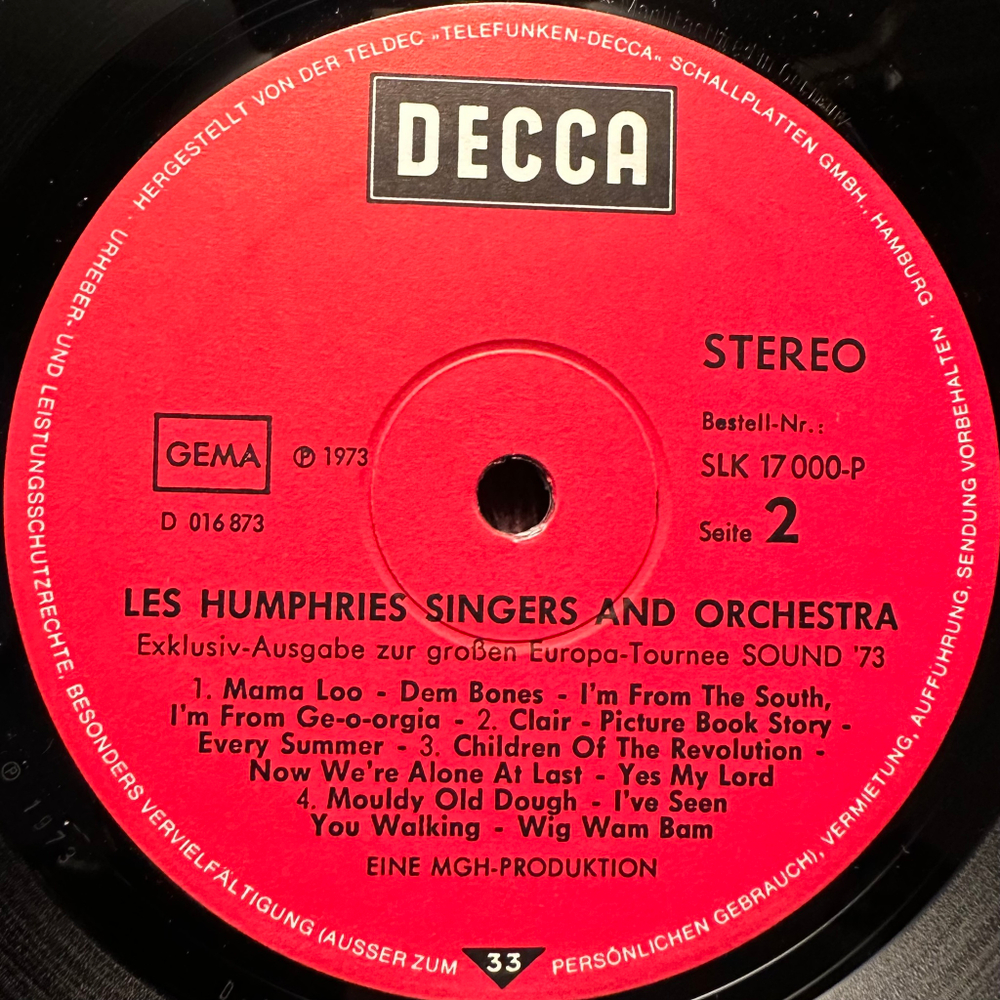 HERGESTELLT VON DER TELDEC „TELEFUNKEN-DECCA„ SCHALLPLATTEN GMBH., HAMBURG · URHEBER- UND LEISTUNGSSCHUTZRECHTE, BESONDERS VERVIELFÄLTIGUNG (AUSSER ZUM PERSÖNLICHEN GEBRAUCH), VERMIETUNG, AUFFÜHRUNG, SENDUNG VORBEHALTEN ·
Manufactured in Germany
DECCA
STEREO
Bestell-Nr.:
SLK 17 000-P
Seite 2
GEMA ℗ 1973
D 016 873
LES HUMPHRIES SINGERS AND ORCHESTRA
Exklusiv-Ausgabe zur großen Europa-Tournee SOUND '73
1. Mama Loo - Dem Bones - I'm From The South,
I'm From Ge-o-orgia - 2. Clair - Picture Book Story -
Every Summer - 3. Children Of The Revolution -
Now We're Alone At Last - Yes My Lord
4. Mouldy Old Dough - I've Seen
You Walking - Wig Wam Bam
EINE MGH-PRODUKTION
33
℗ 1973
D